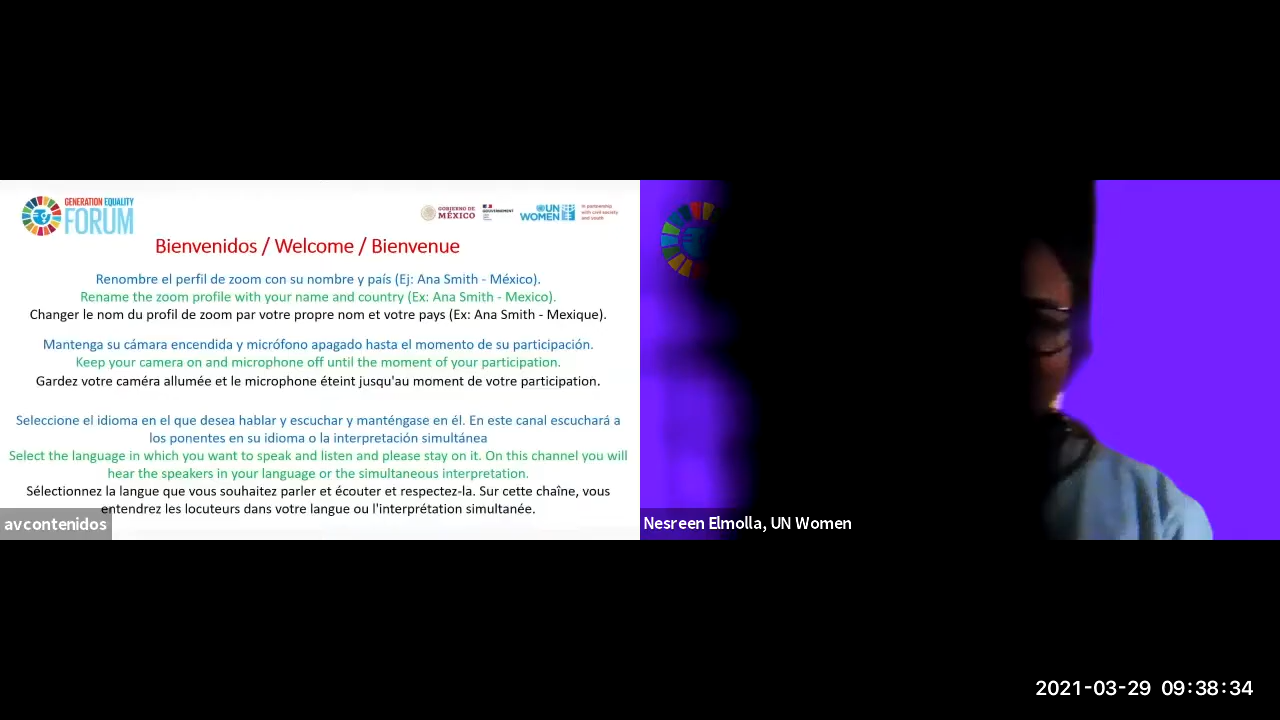 GENERATION EQUALITY
FORUM
GOBIERNO DE
MÉXICO
GOUVERNEMENT
UN
WOMEN
In partnership
with civil society
and youth
Bienvenidos / Welcome / Bienvenue
Renombre el perfil de zoom con su nombre y país (Ej: Ana Smith - México).
Rename the zoom profile with your name and country (Ex: Ana Smith - Mexico).
Changer le nom du profil de zoom par votre propre nom et votre pays (Ex: Ana Smith - Mexique).
Mantenga su cámara encendida y micrófono apagado hasta el momento de su participación.
Keep your camera on and microphone off until the moment of your participation.
Gardez votre caméra allumée et le microphone éteint jusqu'au moment de votre participation.
Seleccione el idioma en el que desea hablar y escuchar y manténgase en él. En este canal escuchará a
los ponentes en su idioma o la interpretación simultánea
Select the language in which you want to speak and listen and please stay on it. On this channel you will
hear the speakers in your language or the simultaneous interpretation.
Sélectionnez la langue que vous souhaitez parler et écouter et respectez-la. Sur cette chaîne, vous
entendrez les locuteurs dans votre langue ou l'interprétation simultanée.
avcontenidos
Nesreen Elmolla, UN Women
2021-03-29 09:38:34